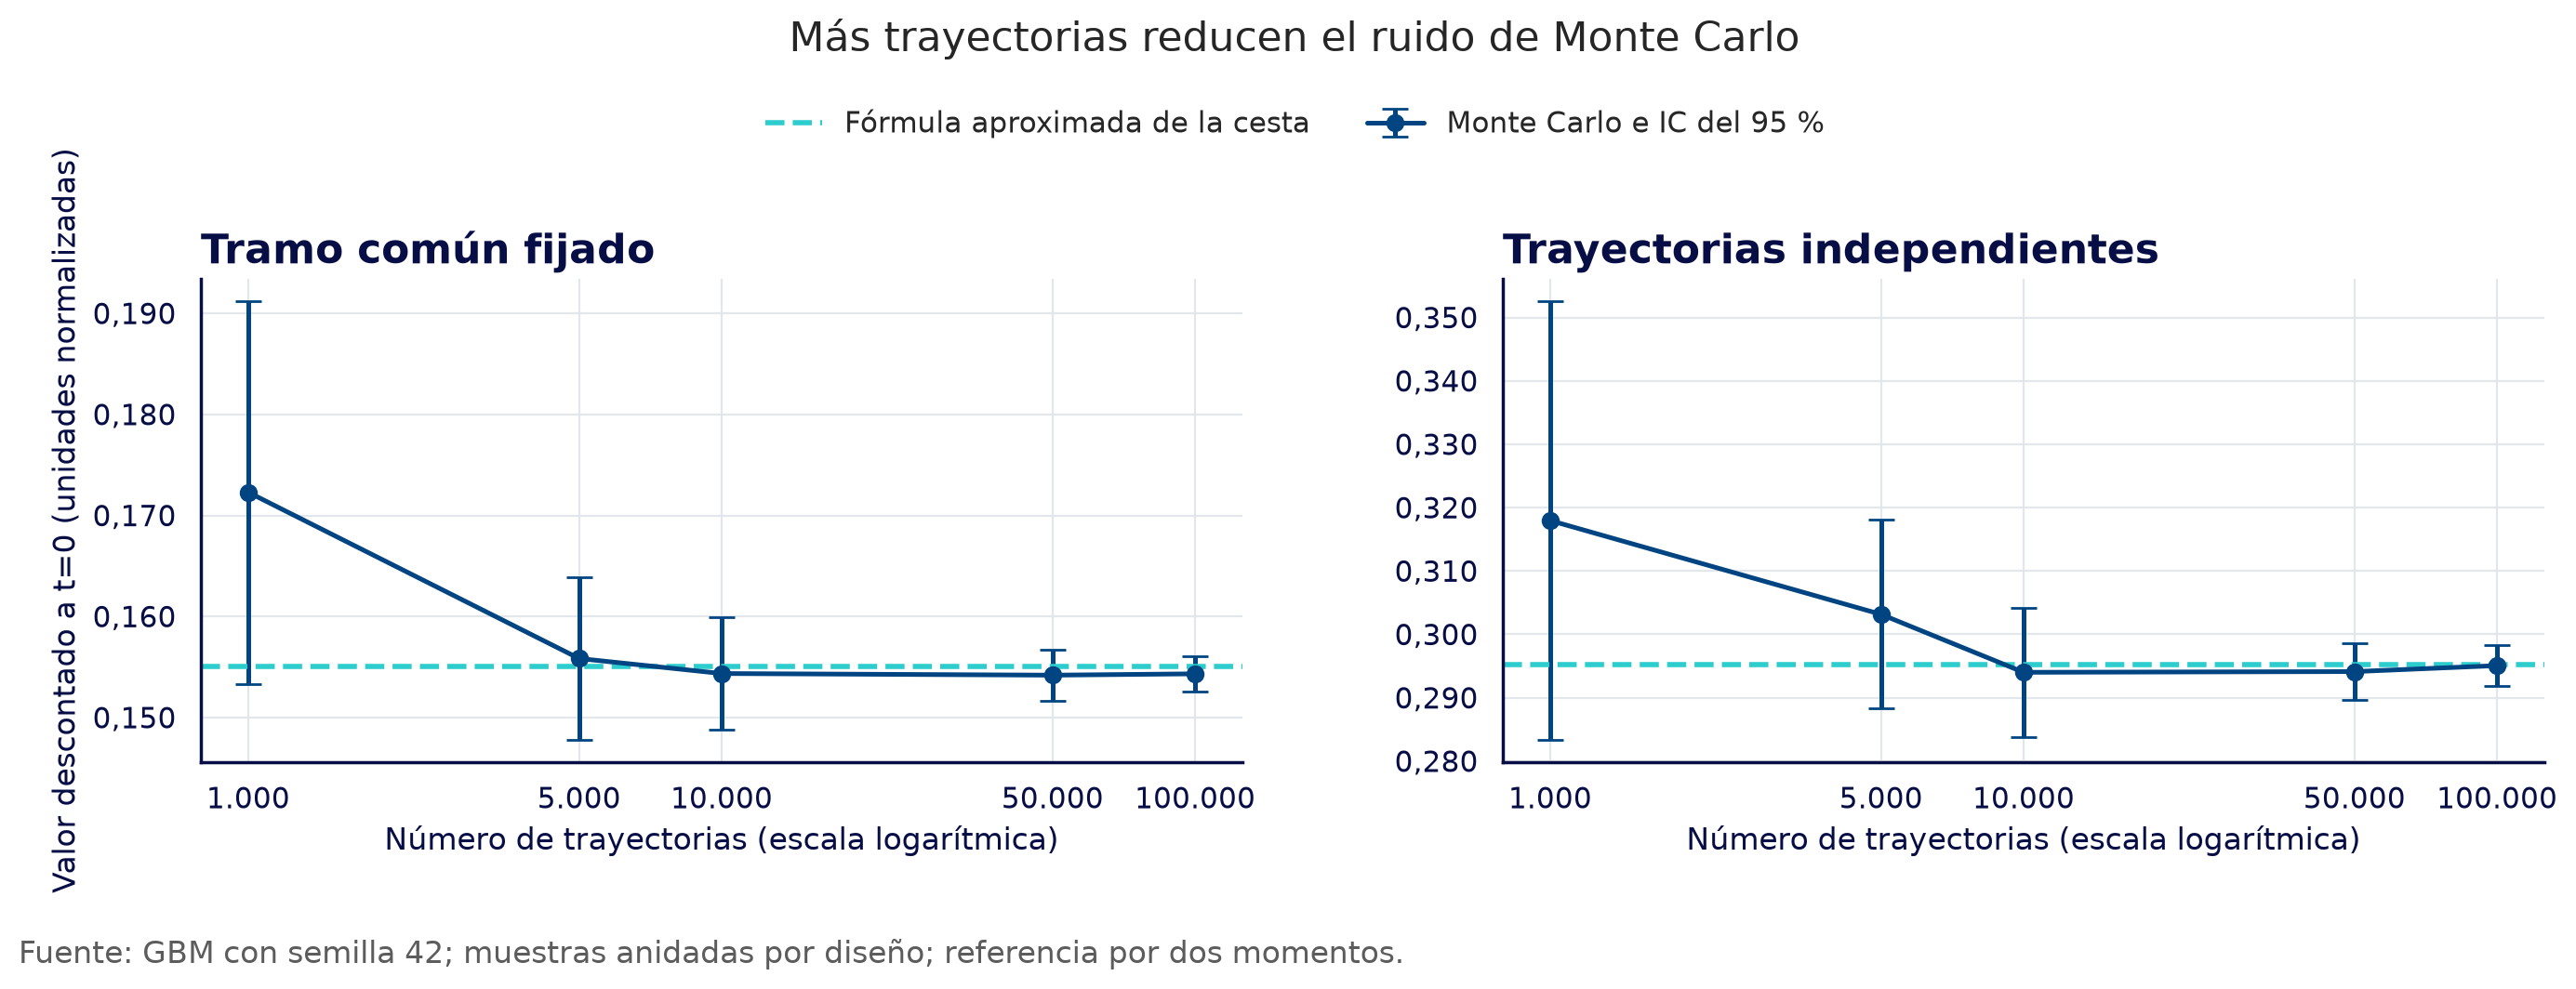 Más trayectorias reducen el ruido de Monte Carlo
Fórmula aproximada de la cesta
Monte Carlo e IC del 95 %
Valor descontado a t=0 (unidades normalizadas)
Tramo común fijado
0,190
0,180
0,170
0,160
0,150
1.000
5.000
10.000
50.000
100.000
Número de trayectorias (escala logarítmica)
Trayectorias independientes
0,350
0,340
0,330
0,320
0,310
0,300
0,290
0,280
1.000
5.000
10.000
50.000
100.000
Número de trayectorias (escala logarítmica)
Fuente: GBM con semilla 42; muestras anidadas por diseño; referencia por dos momentos.